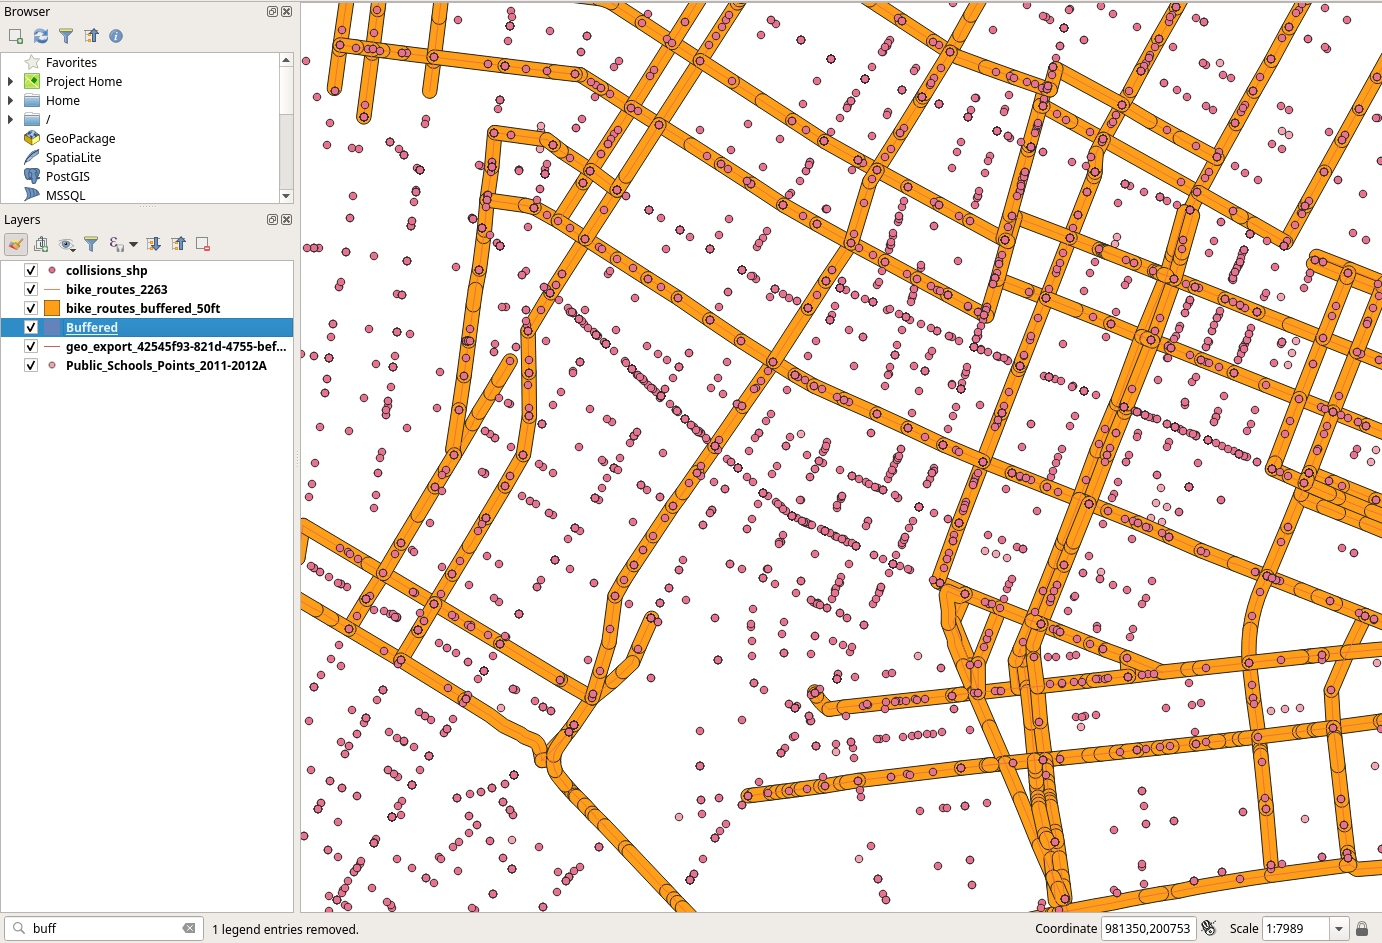 Browser
Favorites
Project Home
Home
/
GeoPackage
SpatiaLite
PostGIS
MSSQL
Layers
collisions_shp
bike_routes_2263
bike_routes_buffered_50ft
Buffered
geo_export_42545f93-821d-4755-bef...
Public_Schools_Points_2011-2012A
buff
1 legend entries removed.
Coordinate 981350,200753
Scale 1:7989